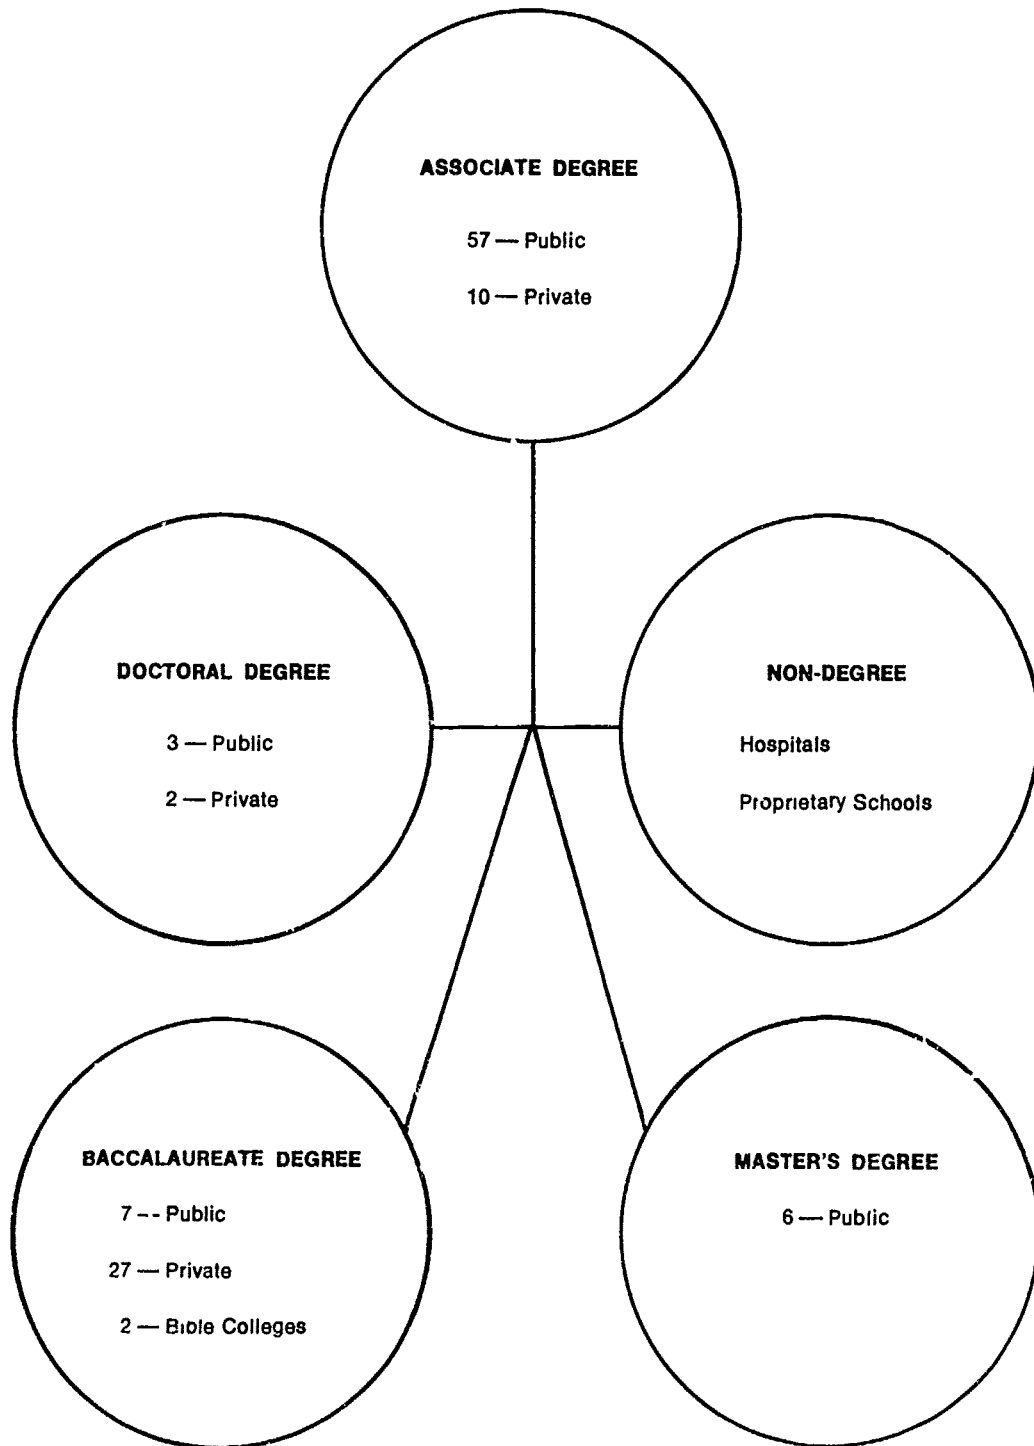 ASSOCIATE DEGREE
57 — Public
10 — Private
DOCTORAL DEGREE
3 — Public
2 — Private
NON-DEGREE
Hospitals
Proprietary Schools
BACCALAUREATE DEGREE
7 -- Public
27 — Private
2 — Bible Colleges
MASTER'S DEGREE
6 — Public